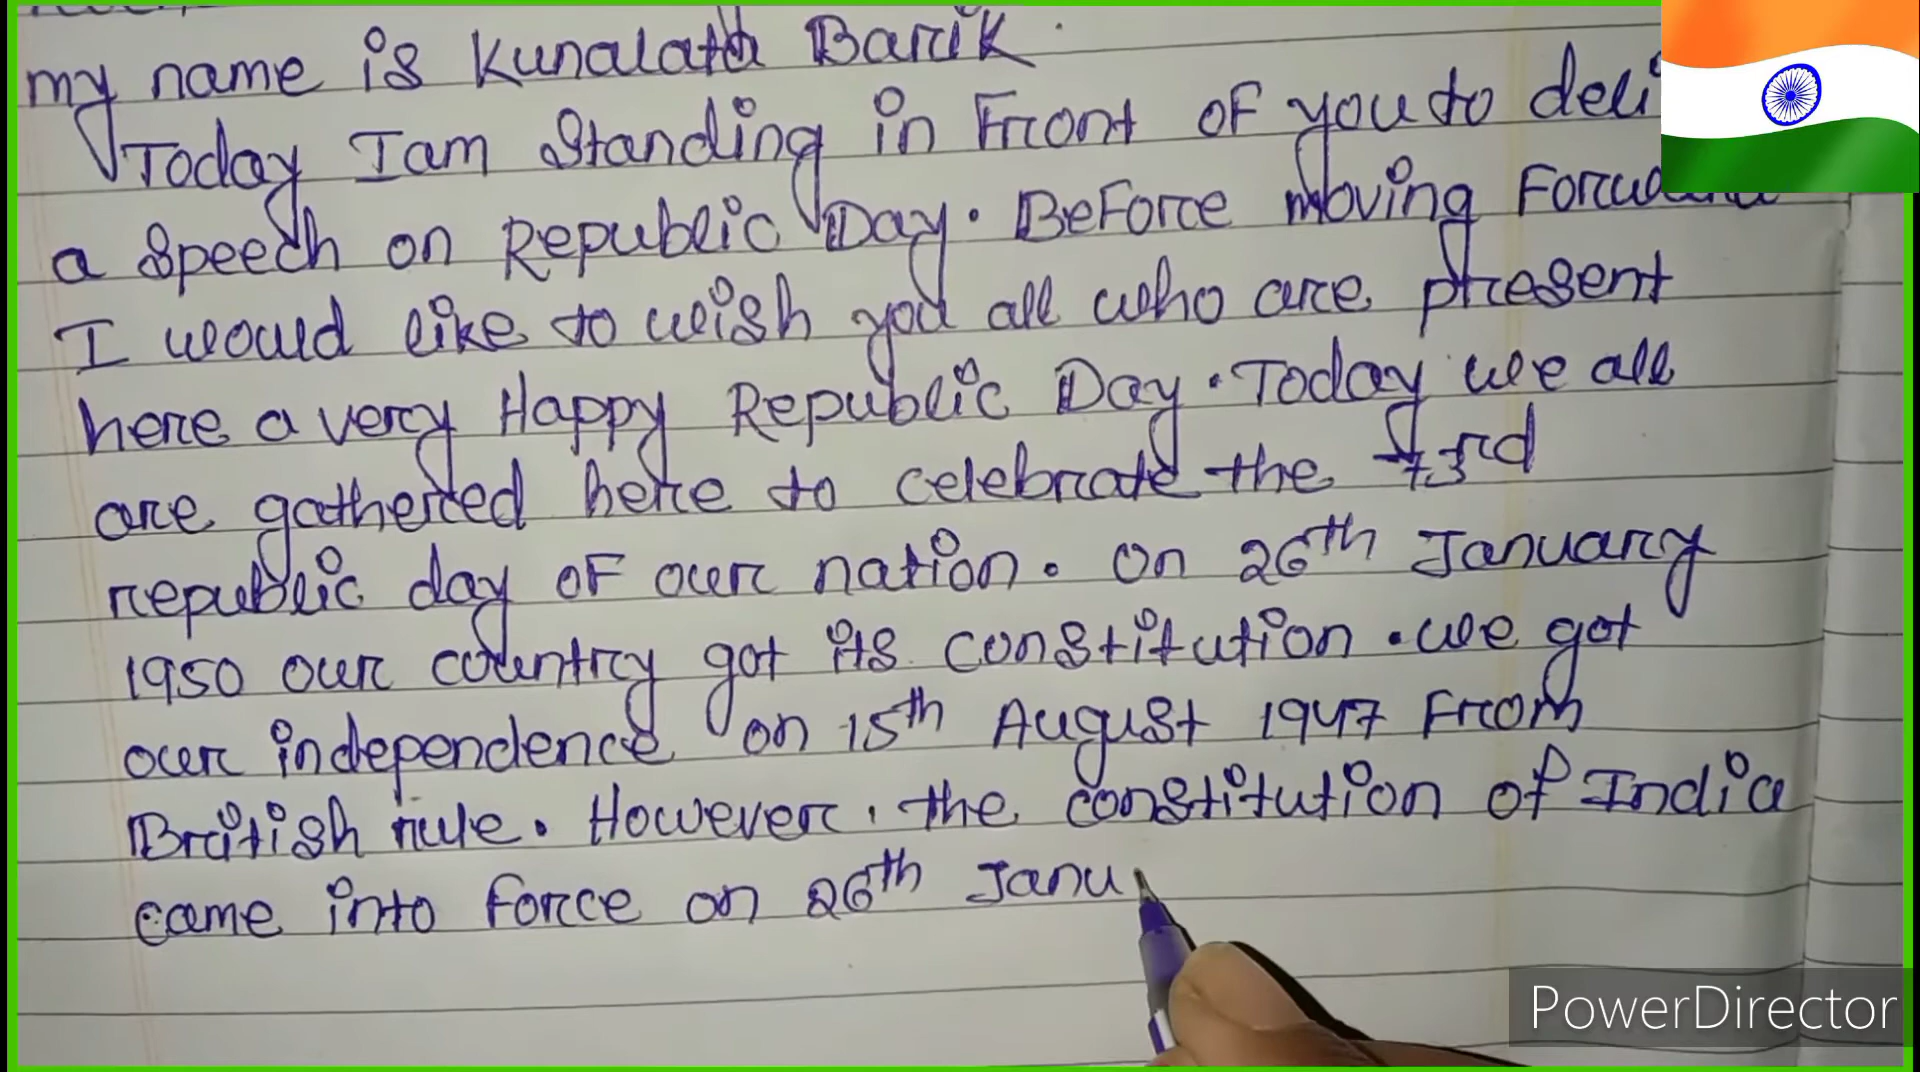 my name is Kunalata Barik.
Today I am Standing in Front of you to deli
a Speech on Republic Day. Before moving Forward
I would like to wish you all who are present
here a very Happy Republic Day. Today we all
are gathered here to celebrate the 73rd
republic day of our nation. On 26th January
1950 our country got its constitution. we got
our independence on 15th August 1947 From
British rule. However, the constitution of India
came into force on 26th Janu
PowerDirector